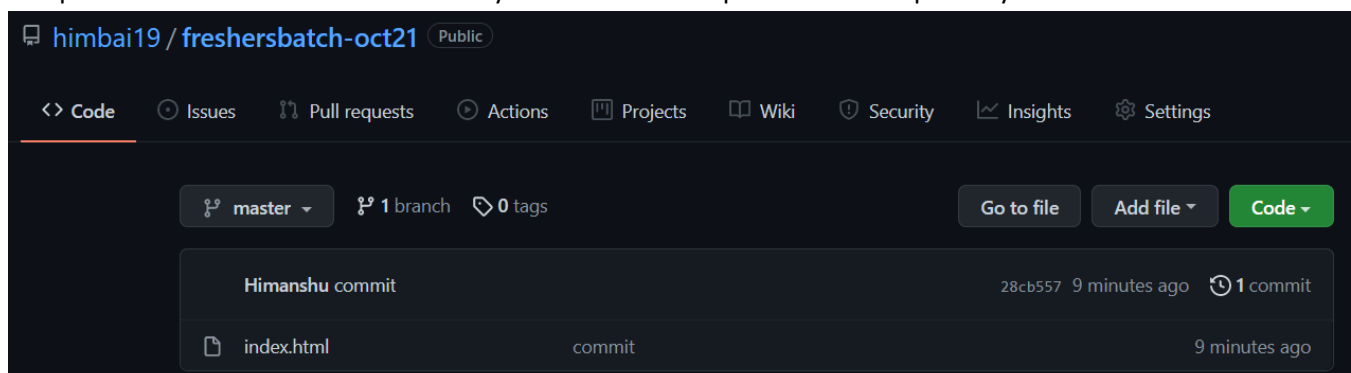 himbai19 / freshersbatch-oct21 Public
Code Issues Pull requests Actions Projects Wiki Security Insights Settings
master 1 branch 0 tags Go to file Add file Code
Himanshu commit 28cb557 9 minutes ago 1 commit
index.html commit 9 minutes ago